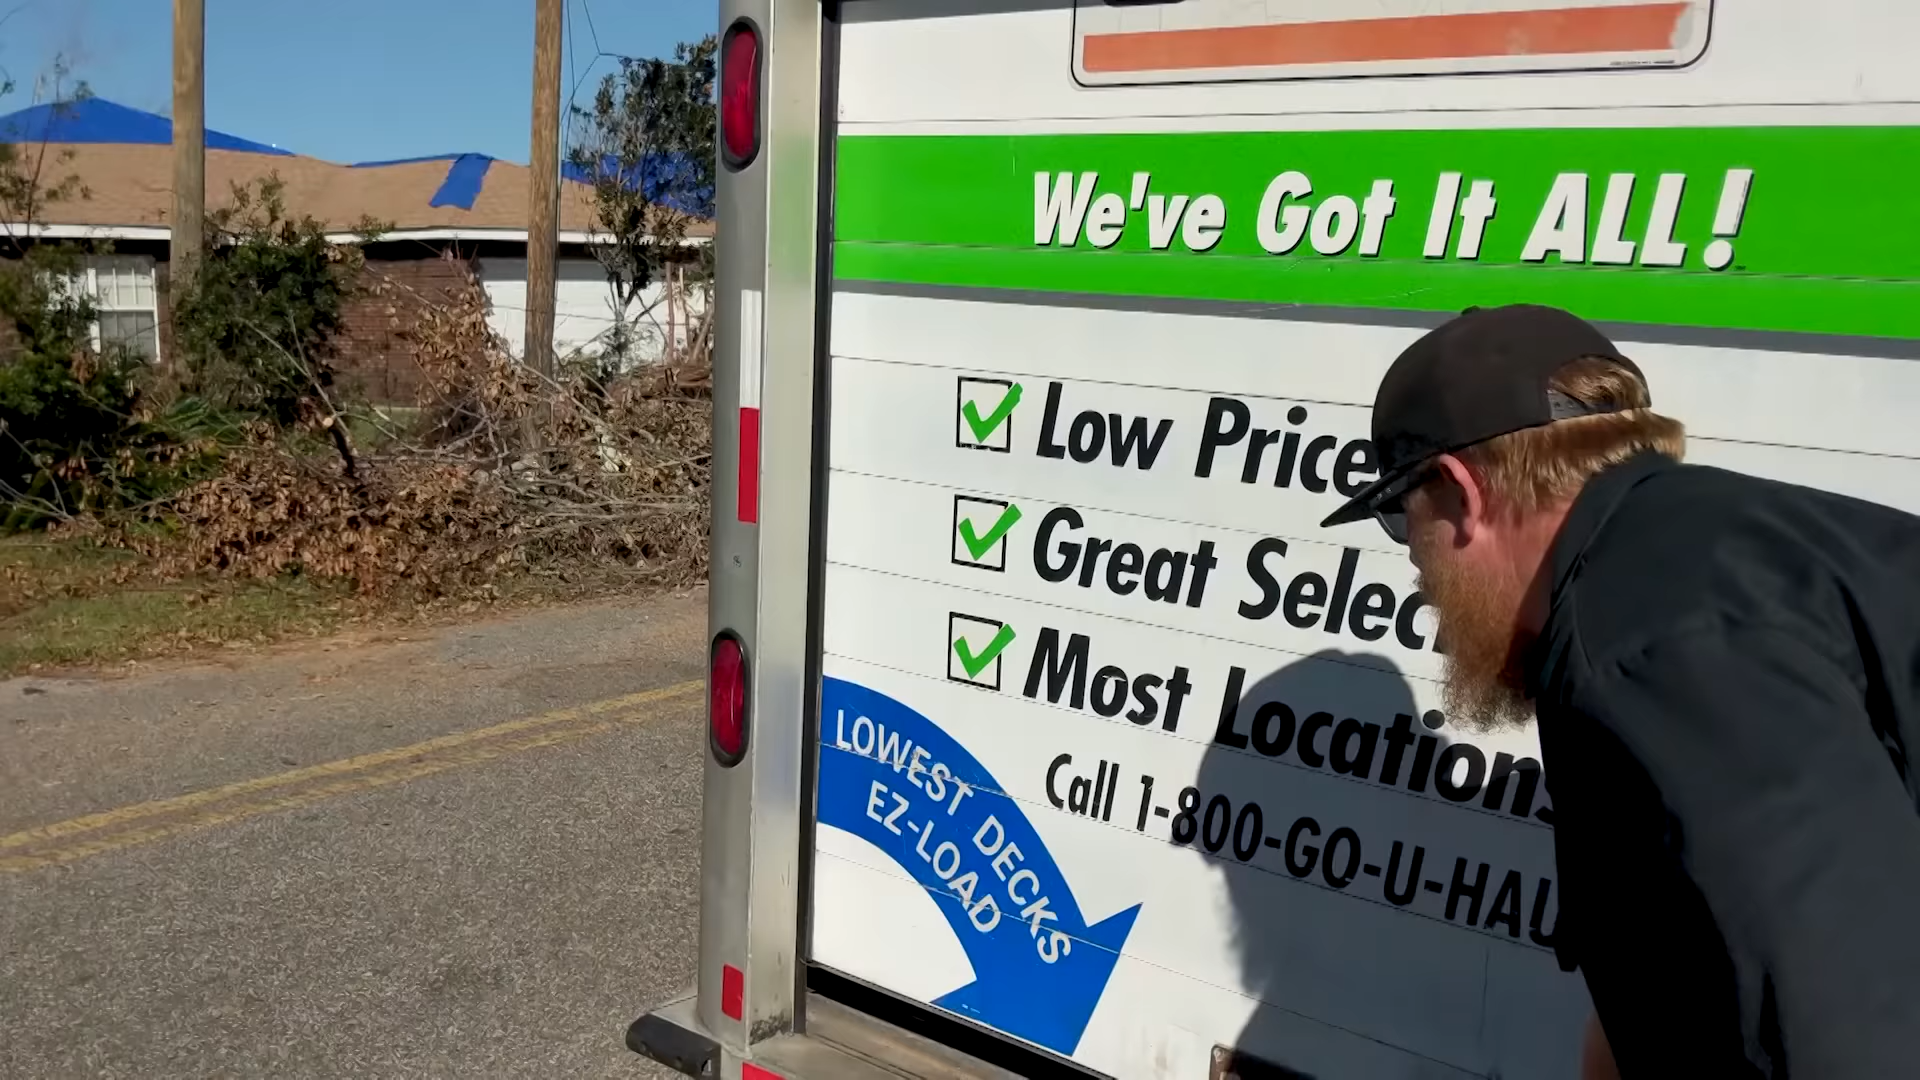 We've Got It ALL!
Low Price
Great Selec
Most Locations
Call 1-800-GO-U-HAU
LOWEST DECKS
EZ-LOAD